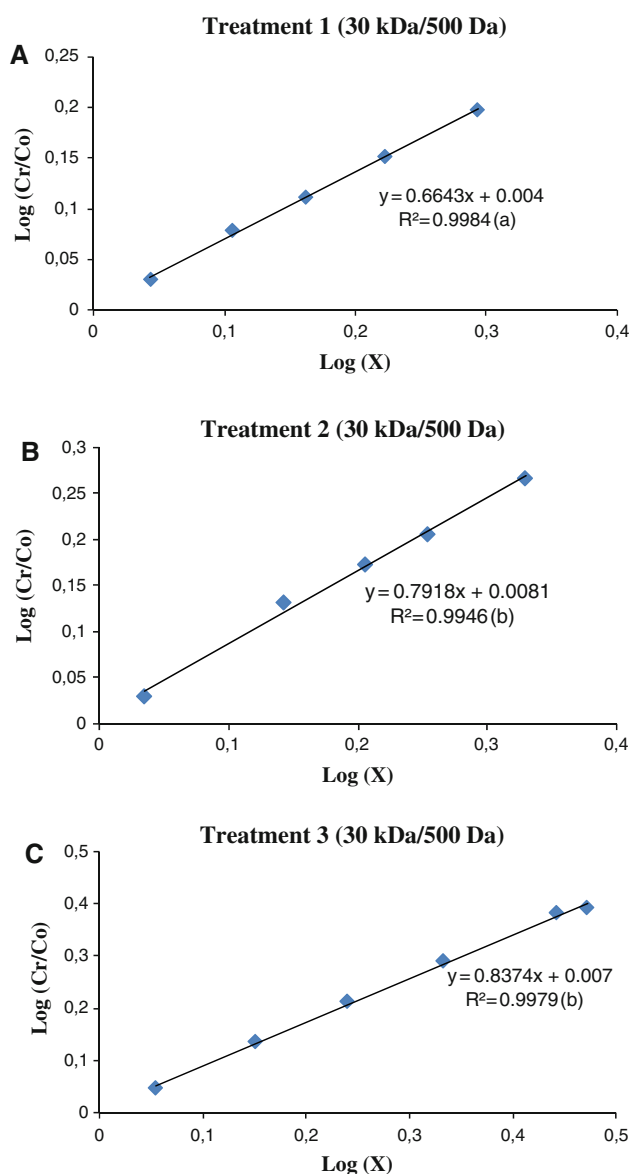 A
Treatment 1 (30 kDa/500 Da)
0,25
0,2
0,15
0,1
0,05
0
Log (Cr/Co)
y = 0.6643x + 0.004
R² = 0.9984 (a)
0 0,1 0,2 0,3 0,4
Log (X)
B
Treatment 2 (30 kDa/500 Da)
0,3
0,25
0,2
0,15
0,1
0,05
0
Log (Cr/Co)
y = 0.7918x + 0.0081
R² = 0.9946 (b)
0 0,1 0,2 0,3 0,4
Log (X)
C
Treatment 3 (30 kDa/500 Da)
0,5
0,4
0,3
0,2
0,1
0
Log (Cr/Co)
y = 0.8374x + 0.007
R² = 0.9979 (b)
0 0,1 0,2 0,3 0,4 0,5
Log (X)